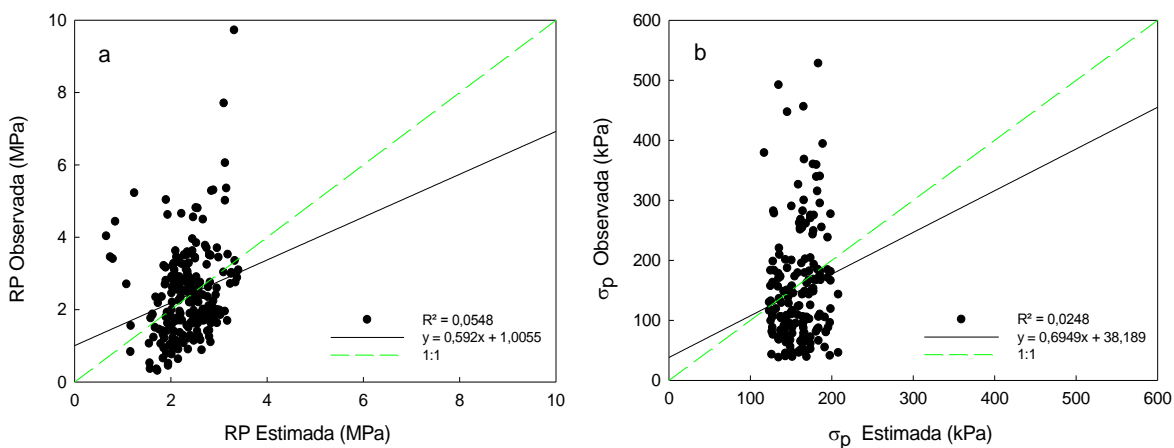 a
RP Observada (MPa)
10
8
6
4
2
0
0 2 4 6 8 10
RP Estimada (MPa)
R² = 0,0548
y = 0,592x + 1,0055
1:1
b
σp Observada (kPa)
600
500
400
300
200
100
0
0 100 200 300 400 500 600
σp Estimada (kPa)
R² = 0,0248
y = 0,6949x + 38,189
1:1